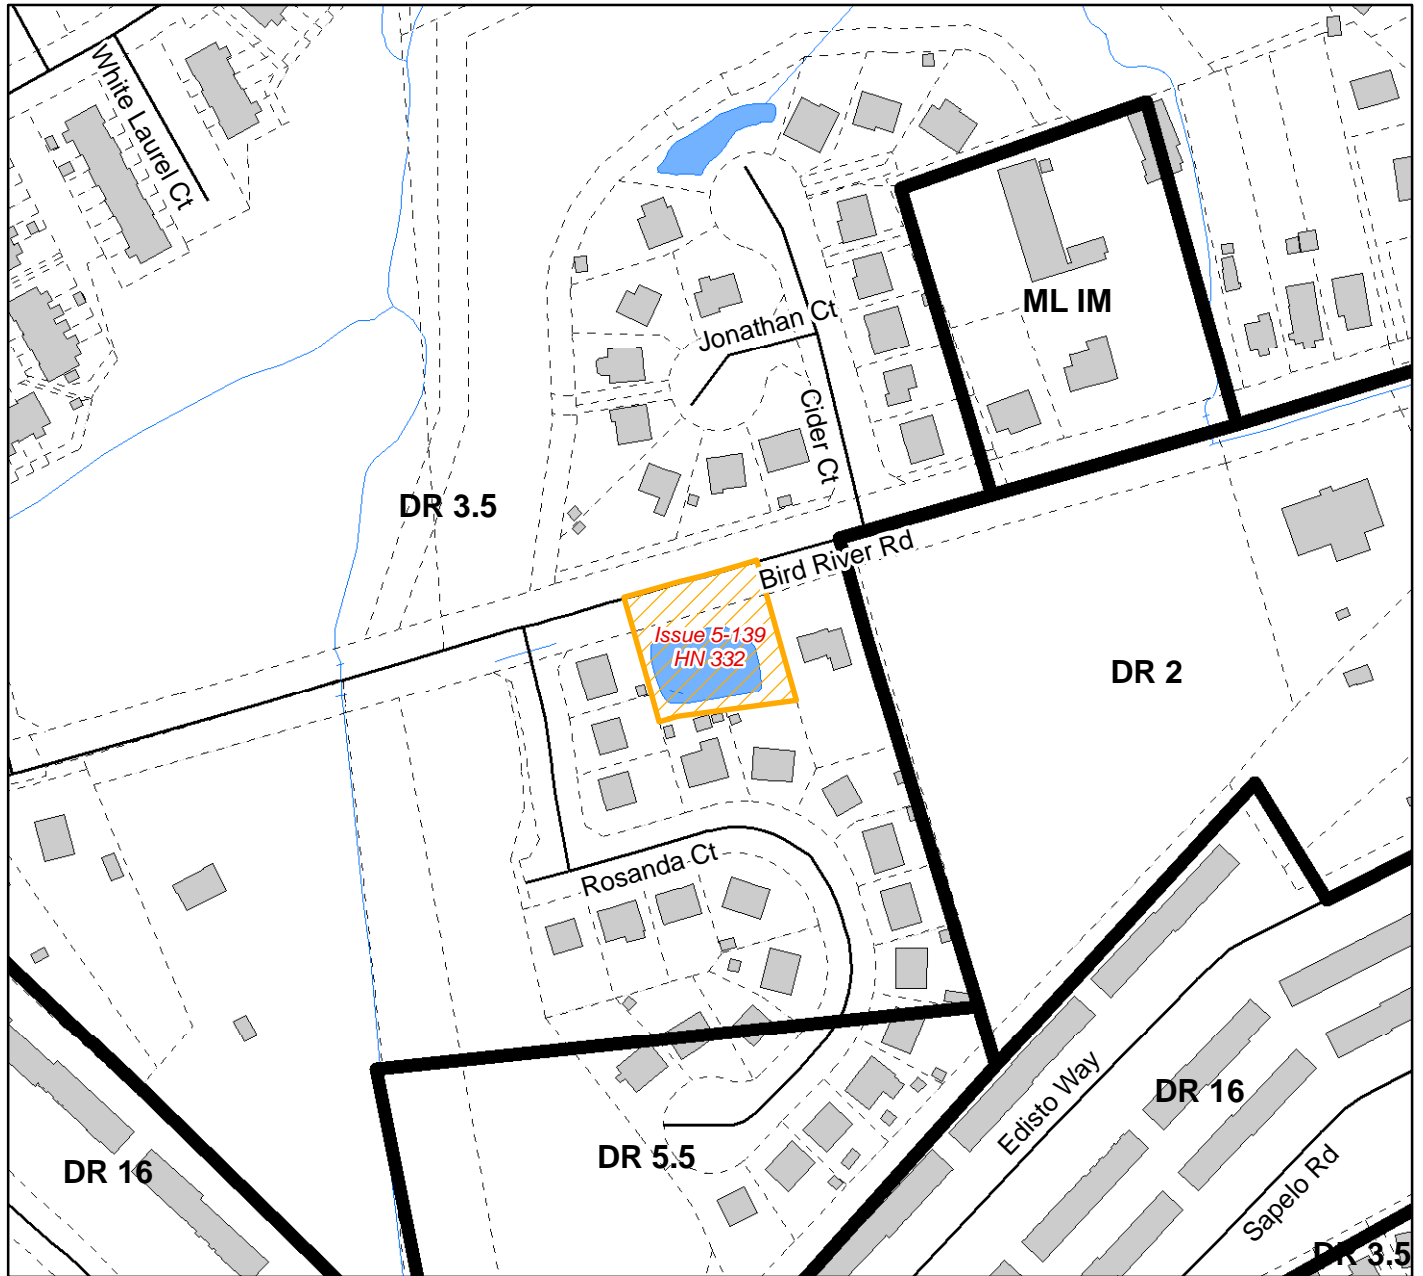 White Laurel Ct
ML IM
Jonathan Ct
Cider Ct
DR 3.5
Bird River Rd
Issue 5-139
HN 332
DR 2
Rosanda Ct
Edisto Way
DR 16
DR 5.5
DR 16
Sapelo Rd
DR 3.5